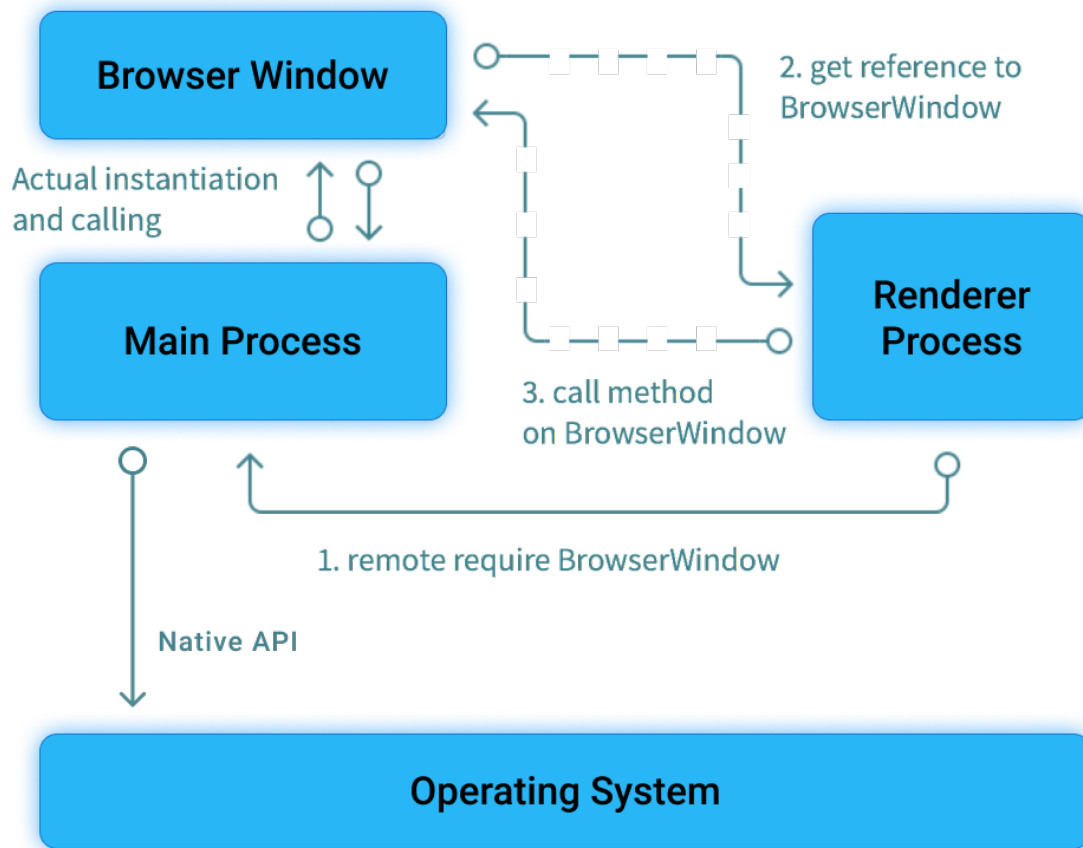 Browser Window
2. get reference to
BrowserWindow
Actual instantiation
and calling
Main Process
Renderer
Process
3. call method
on BrowserWindow
1. remote require BrowserWindow
Native API
Operating System